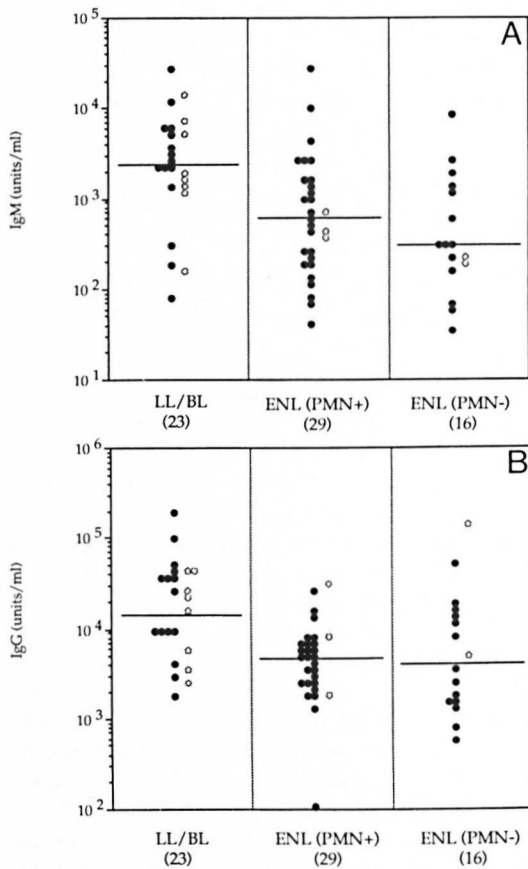 A
10^5
10^4
10^3
10^2
10^1
IgM (units/ml)
LL/BL
(23)
ENL (PMN+)
(29)
ENL (PMN-)
(16)
B
10^6
10^5
10^4
10^3
10^2
IgG (units/ml)
LL/BL
(23)
ENL (PMN+)
(29)
ENL (PMN-)
(16)